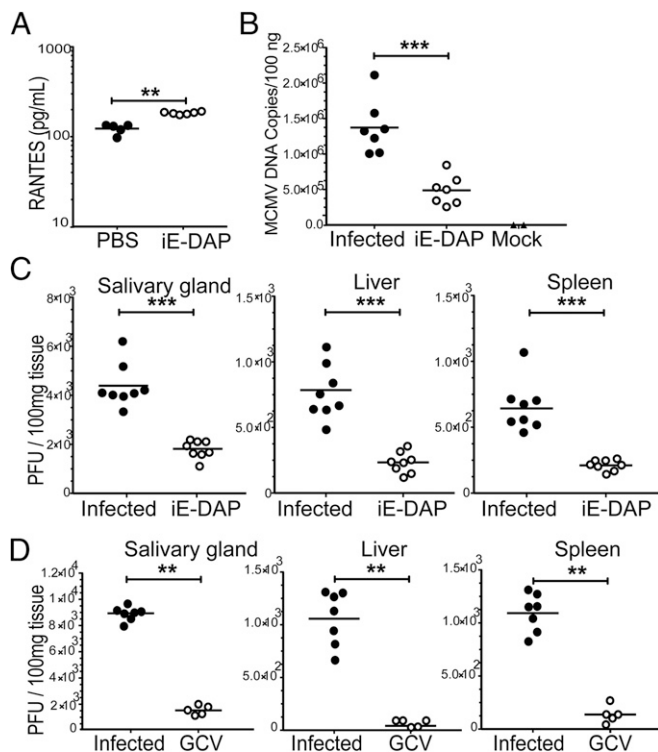 A
B
**
***
RANTES (pg/mL)
1000
100
10
PBS iE-DAP
MCMV DNA Copies/100 ng
2.5×10⁶
2.0×10⁶
1.5×10⁶
1.0×10⁶
5.0×10⁵
0.0
Infected iE-DAP Mock
C
Salivary gland Liver Spleen
*** *** ***
PFU / 100mg tissue
8×10³
6×10³
4×10³
2×10³
0
1.5×10³
1.0×10³
5.0×10²
0
1.5×10³
1.0×10³
5.0×10²
0
Infected iE-DAP Infected iE-DAP Infected iE-DAP
D
Salivary gland Liver Spleen
** ** **
PFU / 100mg tissue
1.2×10⁴
1×10⁴
8×10³
6×10³
4×10³
2×10³
0
1.5×10³
1.0×10³
5.0×10²
0
1.5×10³
1.0×10³
5.0×10²
0
Infected GCV Infected GCV Infected GCV